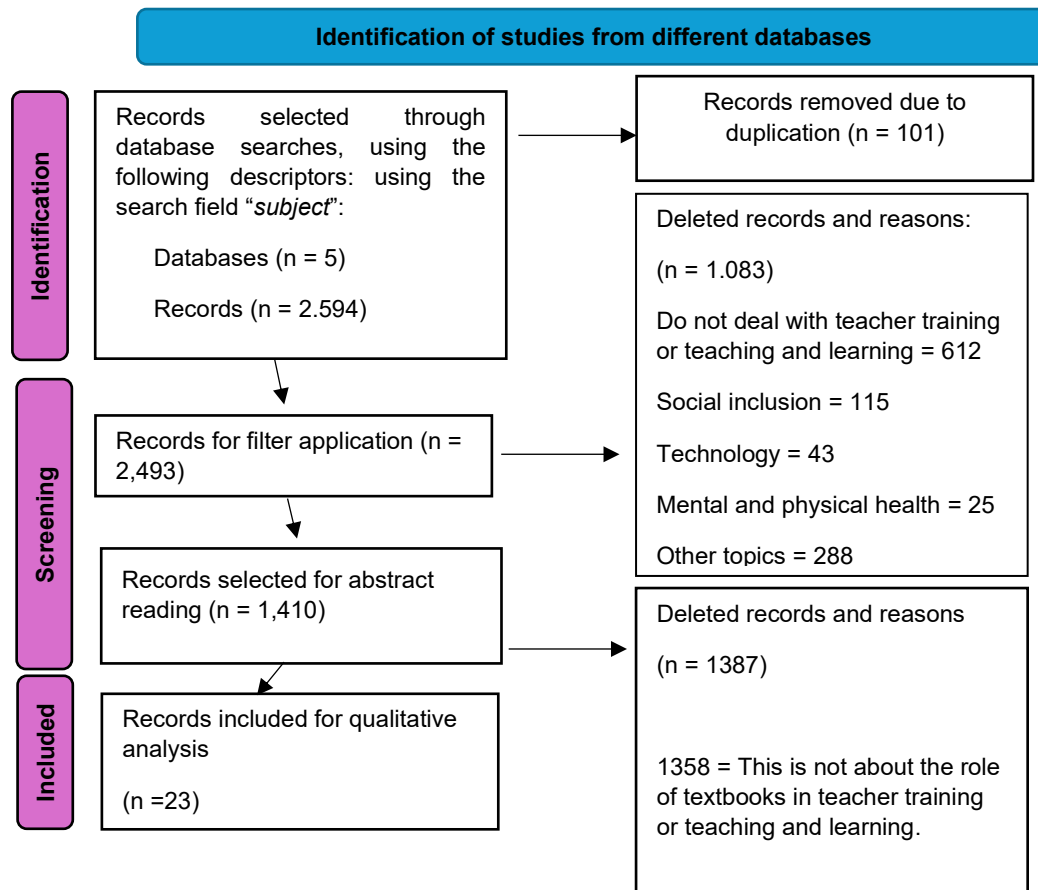 Identification of studies from different databases
Identification
Records selected through
database searches, using the
following descriptors: using the
search field “subject”:
Databases (n = 5)
Records (n = 2.594)
Records removed due to
duplication (n = 101)
Deleted records and reasons:
(n = 1.083)
Do not deal with teacher training
or teaching and learning = 612
Social inclusion = 115
Technology = 43
Mental and physical health = 25
Other topics = 288
Screening
Records for filter application (n =
2,493)
Records selected for abstract
reading (n = 1,410)
Deleted records and reasons
(n = 1387)
1358 = This is not about the role
of textbooks in teacher training
or teaching and learning.
Included
Records included for qualitative
analysis
(n =23)